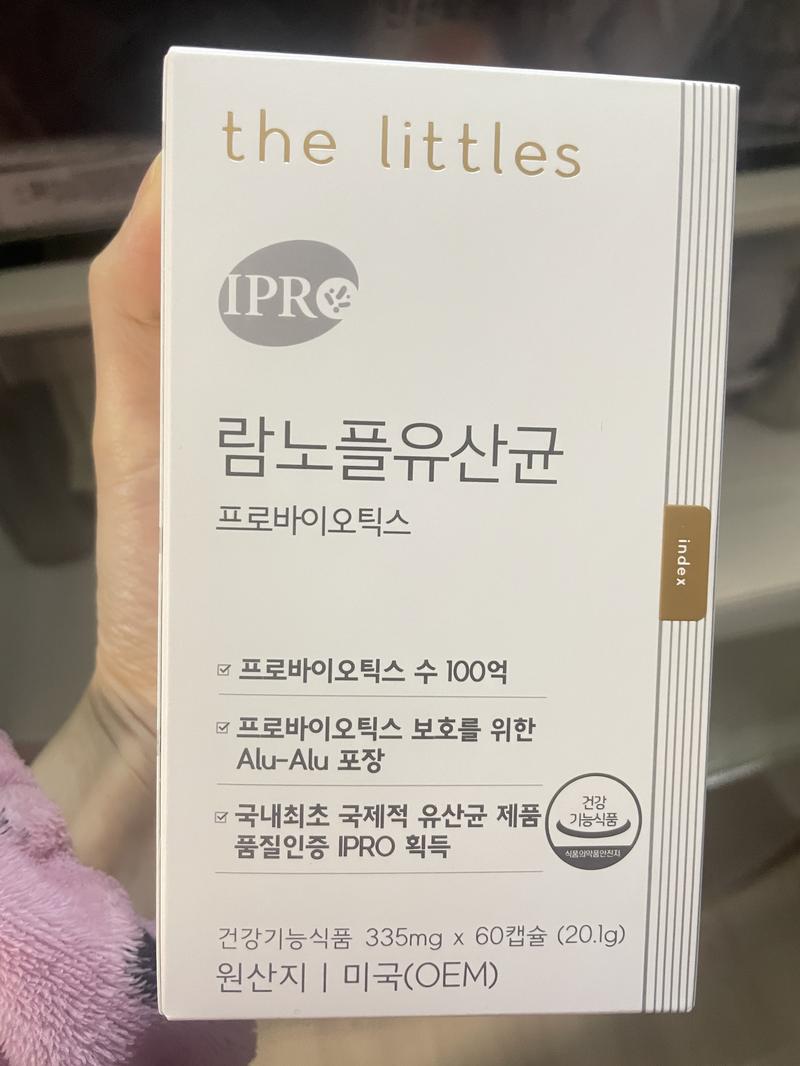 the littles
IPRO
람노플유산균
프로바이오틱스
index
프로바이오틱스 수 100억
프로바이오틱스 보호를 위한
Alu-Alu 포장
국내최초 국제적 유산균 제품
품질인증 IPRO 획득
건강
기능식품
식품의약품안전처
건강기능식품 335mg x 60캡슐 (20.1g)
원산지 | 미국(OEM)